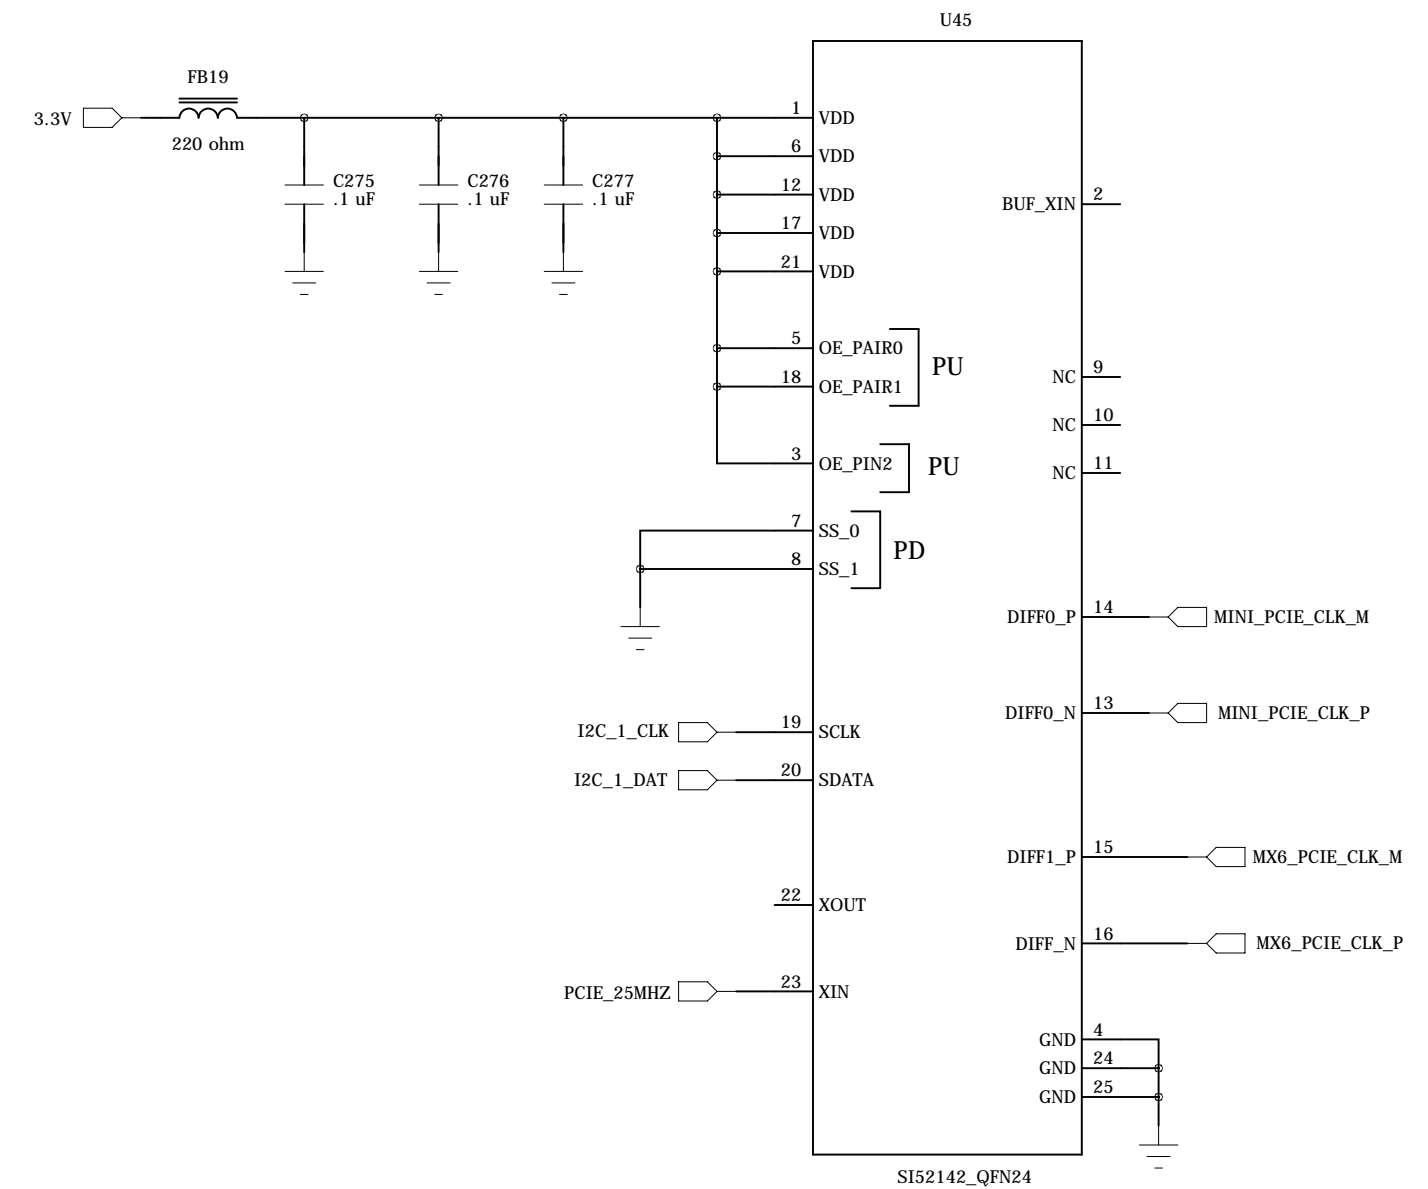 U45
FB19
3.3V
220 ohm
C275
.1 uF
C276
.1 uF
C277
.1 uF
1 VDD
6 VDD
12 VDD
17 VDD
21 VDD
BUF_XIN 2
5 OE_PAIR0
18 OE_PAIR1
PU
NC 9
NC 10
NC 11
3 OE_PIN2
PU
7 SS_0
8 SS_1
PD
DIFF0_P 14 MINI_PCIE_CLK_M
DIFF0_N 13 MINI_PCIE_CLK_P
I2C_1_CLK 19 SCLK
I2C_1_DAT 20 SDATA
DIFF1_P 15 MX6_PCIE_CLK_M
22 XOUT
DIFF_N 16 MX6_PCIE_CLK_P
PCIE_25MHZ 23 XIN
GND 4
GND 24
GND 25
SI52142_QFN24